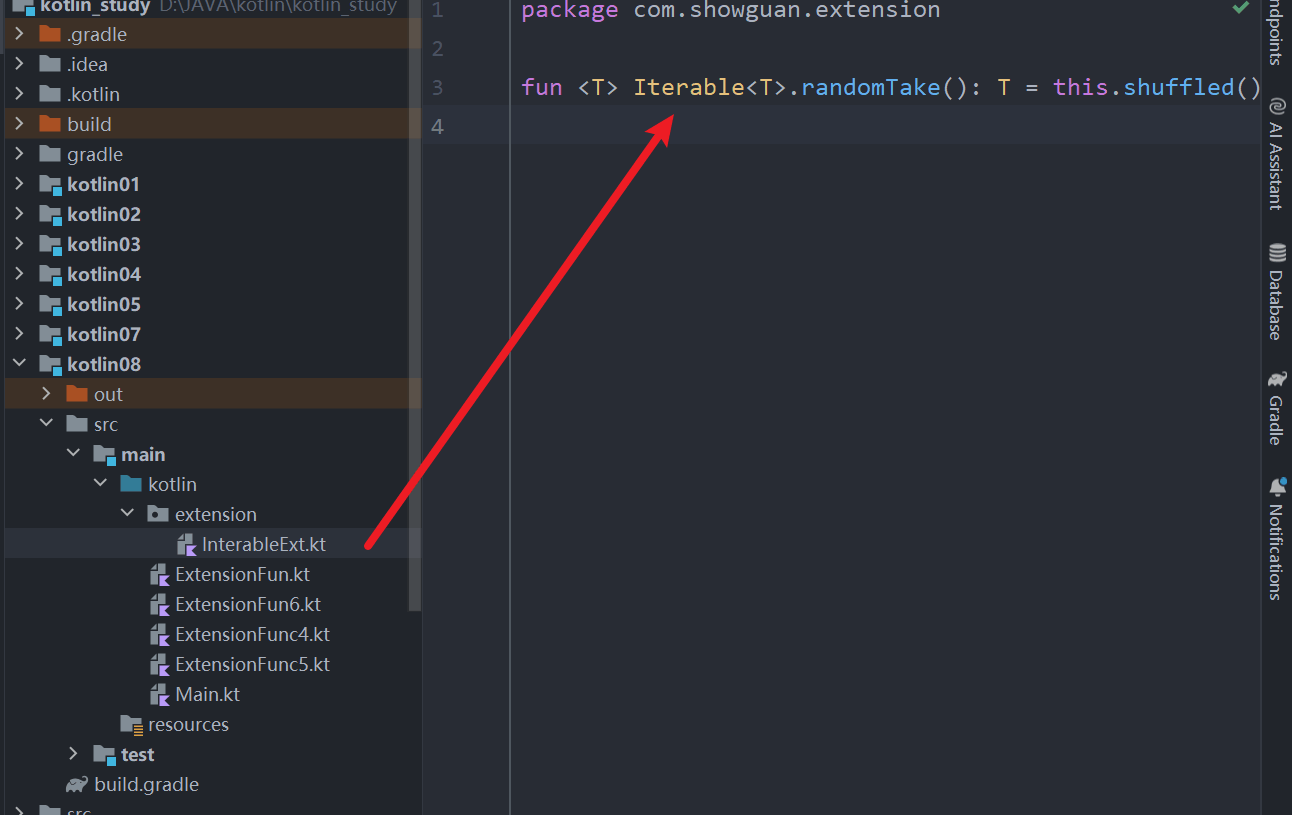 kotlin_study D:\JAVA\kotlin\kotlin_study
.gradle
.idea
.kotlin
build
gradle
kotlin01
kotlin02
kotlin03
kotlin04
kotlin05
kotlin07
kotlin08
out
src
main
kotlin
extension
InterableExt.kt
ExtensionFun.kt
ExtensionFun6.kt
ExtensionFunc4.kt
ExtensionFunc5.kt
Main.kt
resources
test
build.gradle
src
1 package com.showguan.extension
2
3 fun <T> Iterable<T>.randomTake(): T = this.shuffled()
4
ndpoints
AI Assistant
Database
Gradle
Notifications